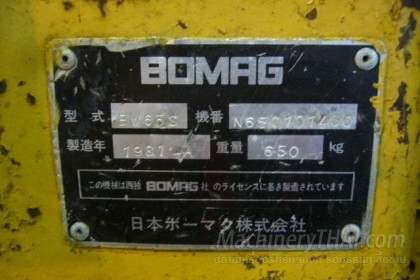 BOMAG
型式 BW65S 機番
製造年 1981 重量 650 kg
この機械は西独 BOMAG 社のライセンスに基き製造されています
日本ボーマク株式会社
MachineryTHai.com